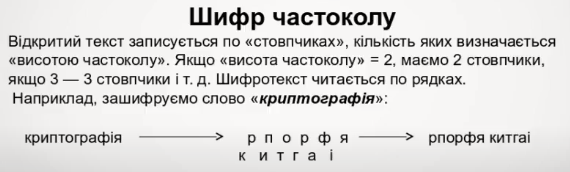 Шифр частоколу
Відкритий текст записується по «стовпчиках», кількість яких визначається
«висотою частоколу». Якщо «висота частоколу» = 2, маємо 2 стовпчики,
якщо 3 — 3 стовпчики і т. д. Шифротекст читається по рядках.
Наприклад, зашифруємо слово «криптографія»:
криптографія р п о р ф я рпорфя китгаі
к и т г а і